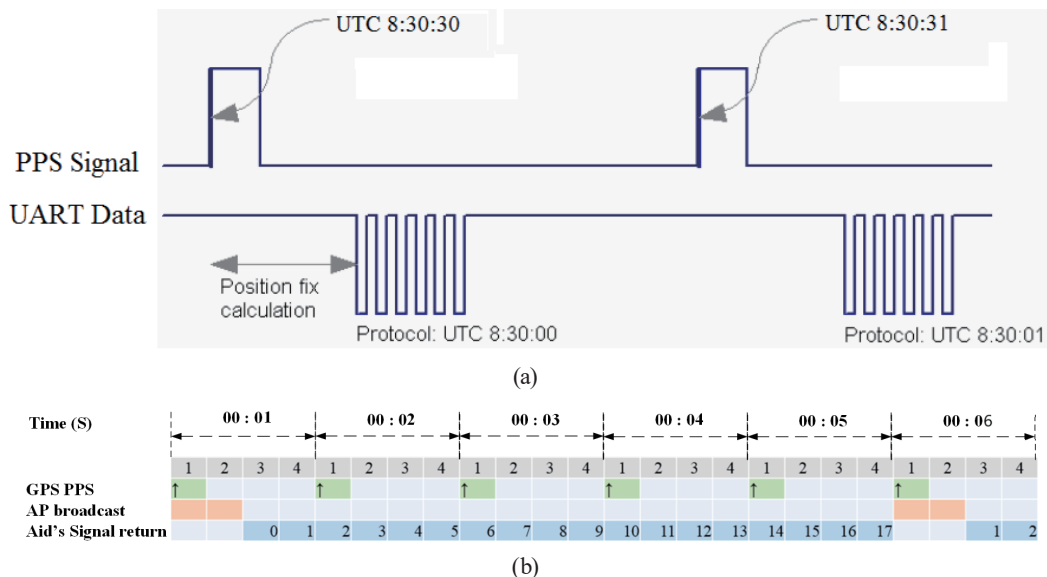 UTC 8:30:30
UTC 8:30:31
PPS Signal
UART Data
Position fix
calculation
Protocol: UTC 8:30:00
Protocol: UTC 8:30:01
(a)
Time (S) 00 : 01 00 : 02 00 : 03 00 : 04 00 : 05 00 : 06
1 2 3 4 1 2 3 4 1 2 3 4 1 2 3 4 1 2 3 4 1 2 3 4
GPS PPS ↑ ↑ ↑ ↑ ↑ ↑
AP broadcast
Aid's Signal return 0 1 2 3 4 5 6 7 8 9 10 11 12 13 14 15 16 17 1 2
(b)